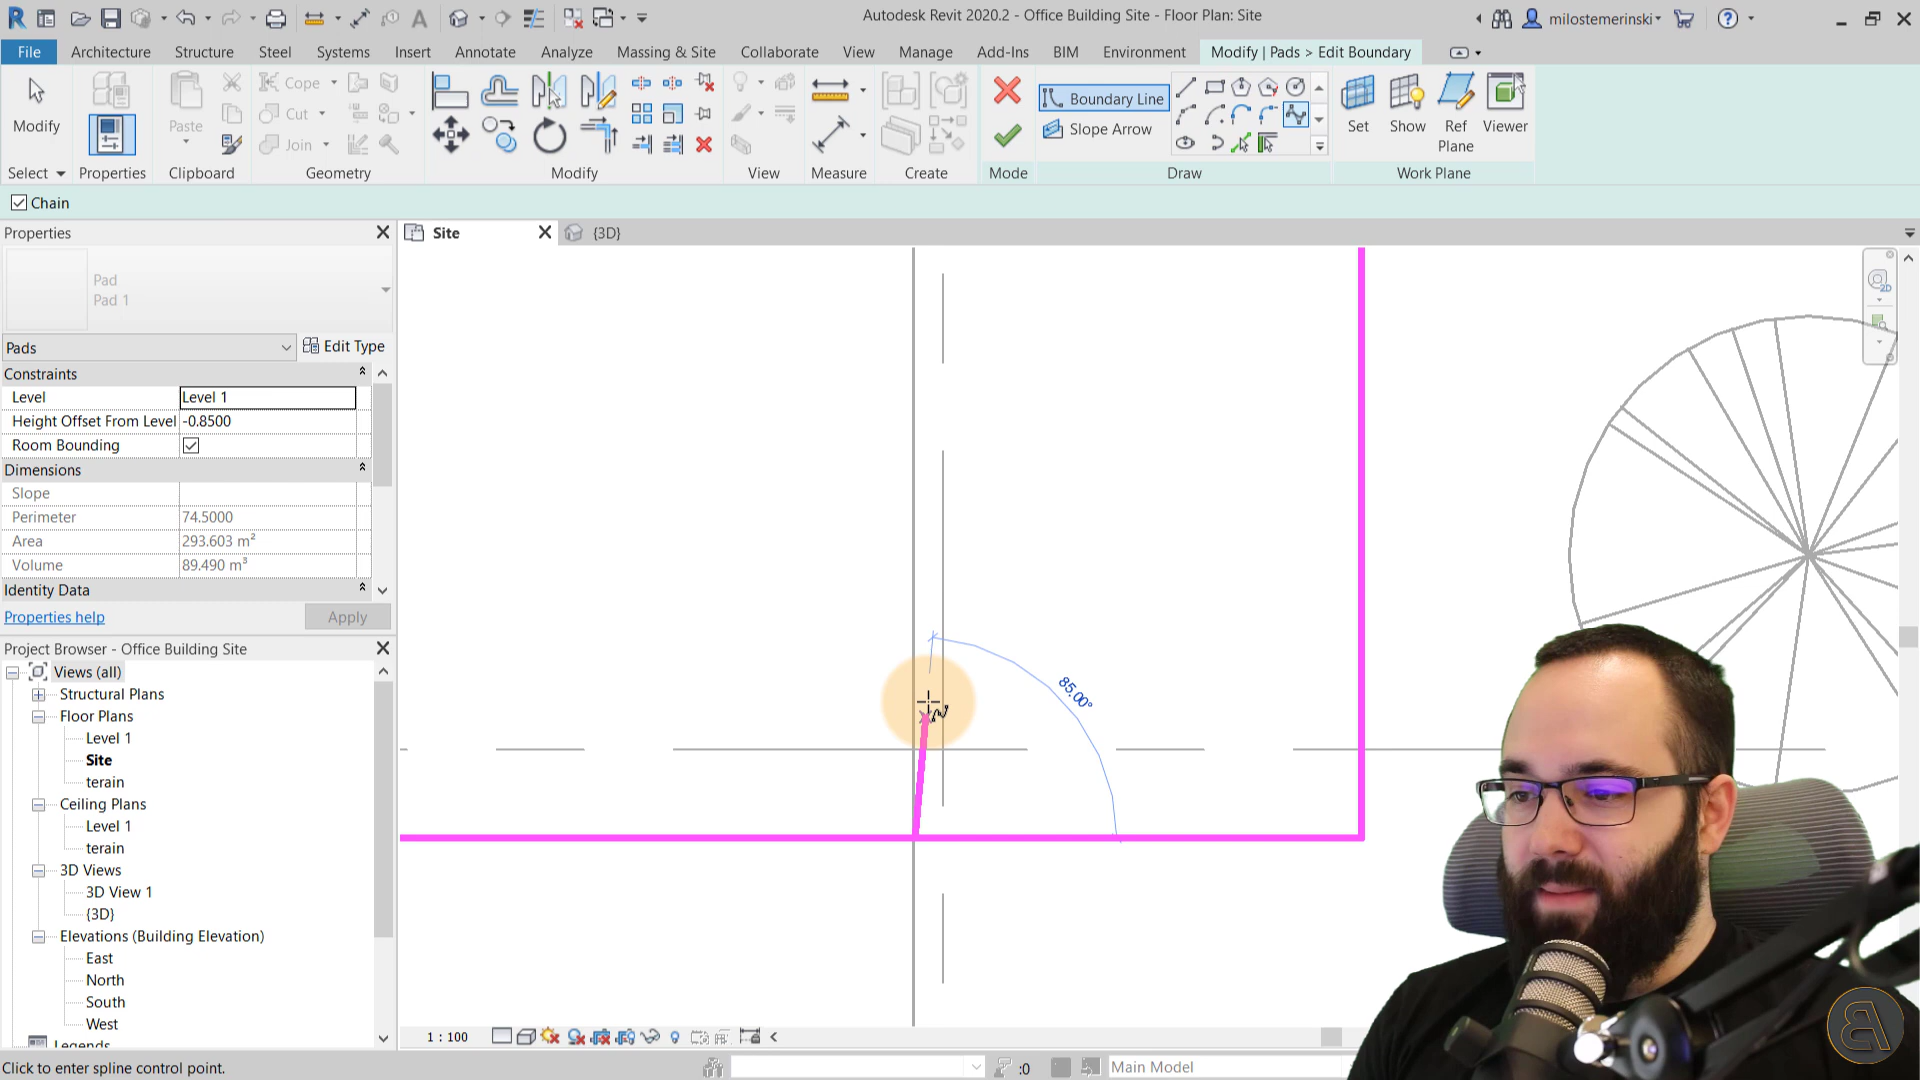 Autodesk Revit 2020.2 - Office Building Site - Floor Plan: Site
milostemerinski
File Architecture Structure Steel Systems Insert Annotate Analyze Massing & Site Collaborate View Manage Add-Ins BIM Environment Modify | Pads > Edit Boundary
Modify
Paste
Cope
Cut
Join
Boundary Line
Slope Arrow
Set Show Ref Plane Viewer
Select Properties Clipboard Geometry Modify View Measure Create Mode Draw Work Plane
Chain
Properties
Site
{3D}
Pad
Pad 1
Pads
Edit Type
Constraints
Level Level 1
Height Offset From Level -0.8500
Room Bounding
Dimensions
Slope
Perimeter 74.5000
Area 293.603 m²
Volume 89.490 m³
Identity Data
Properties help
Apply
Project Browser - Office Building Site
Views (all)
Structural Plans
Floor Plans
Level 1
Site
terain
Ceiling Plans
Level 1
terain
3D Views
3D View 1
{3D}
Elevations (Building Elevation)
East
North
South
West
Legends
85.00°
2D
1 : 100
Click to enter spline control point.
:0
Main Model